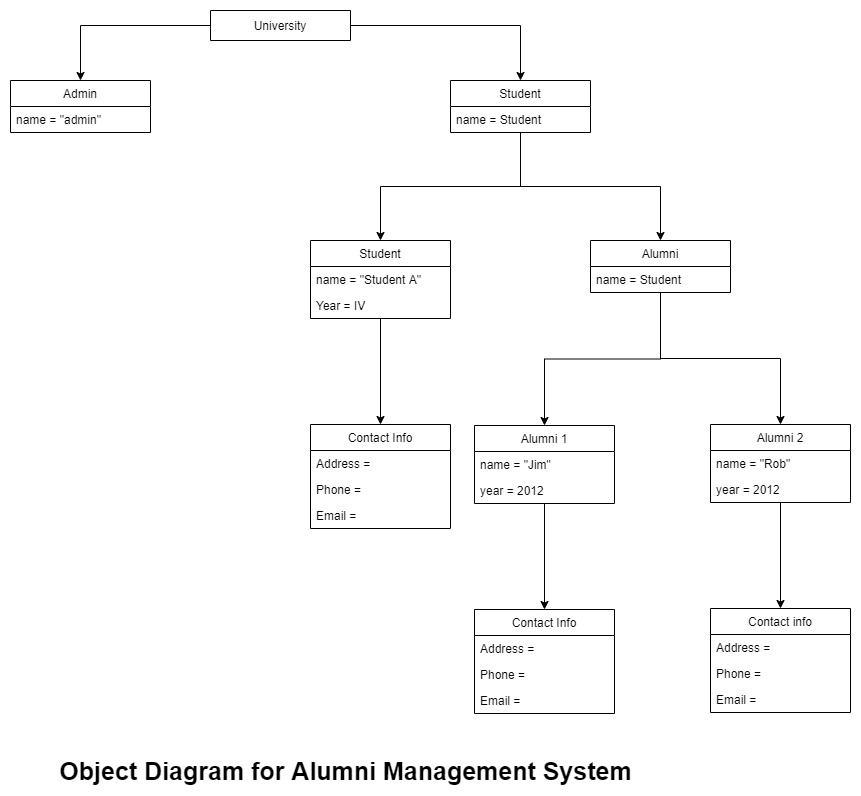 University
Admin
name = "admin"
Student
name = Student
Student
name = "Student A"
Year = IV
Alumni
name = Student
Contact Info
Address =
Phone =
Email =
Alumni 1
name = "Jim"
year = 2012
Alumni 2
name = "Rob"
year = 2012
Contact Info
Address =
Phone =
Email =
Contact info
Address =
Phone =
Email =
Object Diagram for Alumni Management System